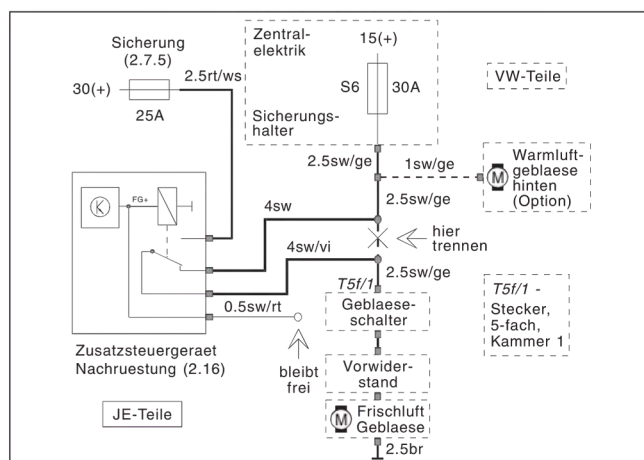 Sicherung
(2.7.5)
2.5rt/ws
30(+)
25A
Zentral-
elektrik
15(+)
S6
30A
Sicherungs-
halter
VW-Teile
2.5sw/ge
1sw/ge
M
Warmluft-
geblaese
hinten
(Option)
K
FG+
4sw
2.5sw/ge
hier
trennen
4sw/vi
2.5sw/ge
T5f/1
Geblaese-
schalter
T5f/1 -
Stecker,
5-fach,
Kammer 1
0.5sw/rt
bleibt
frei
Zusatzsteuergeraet
Nachruestung (2.16)
Vorwider-
stand
JE-Teile
M
Frischluft
Geblaese
2.5br